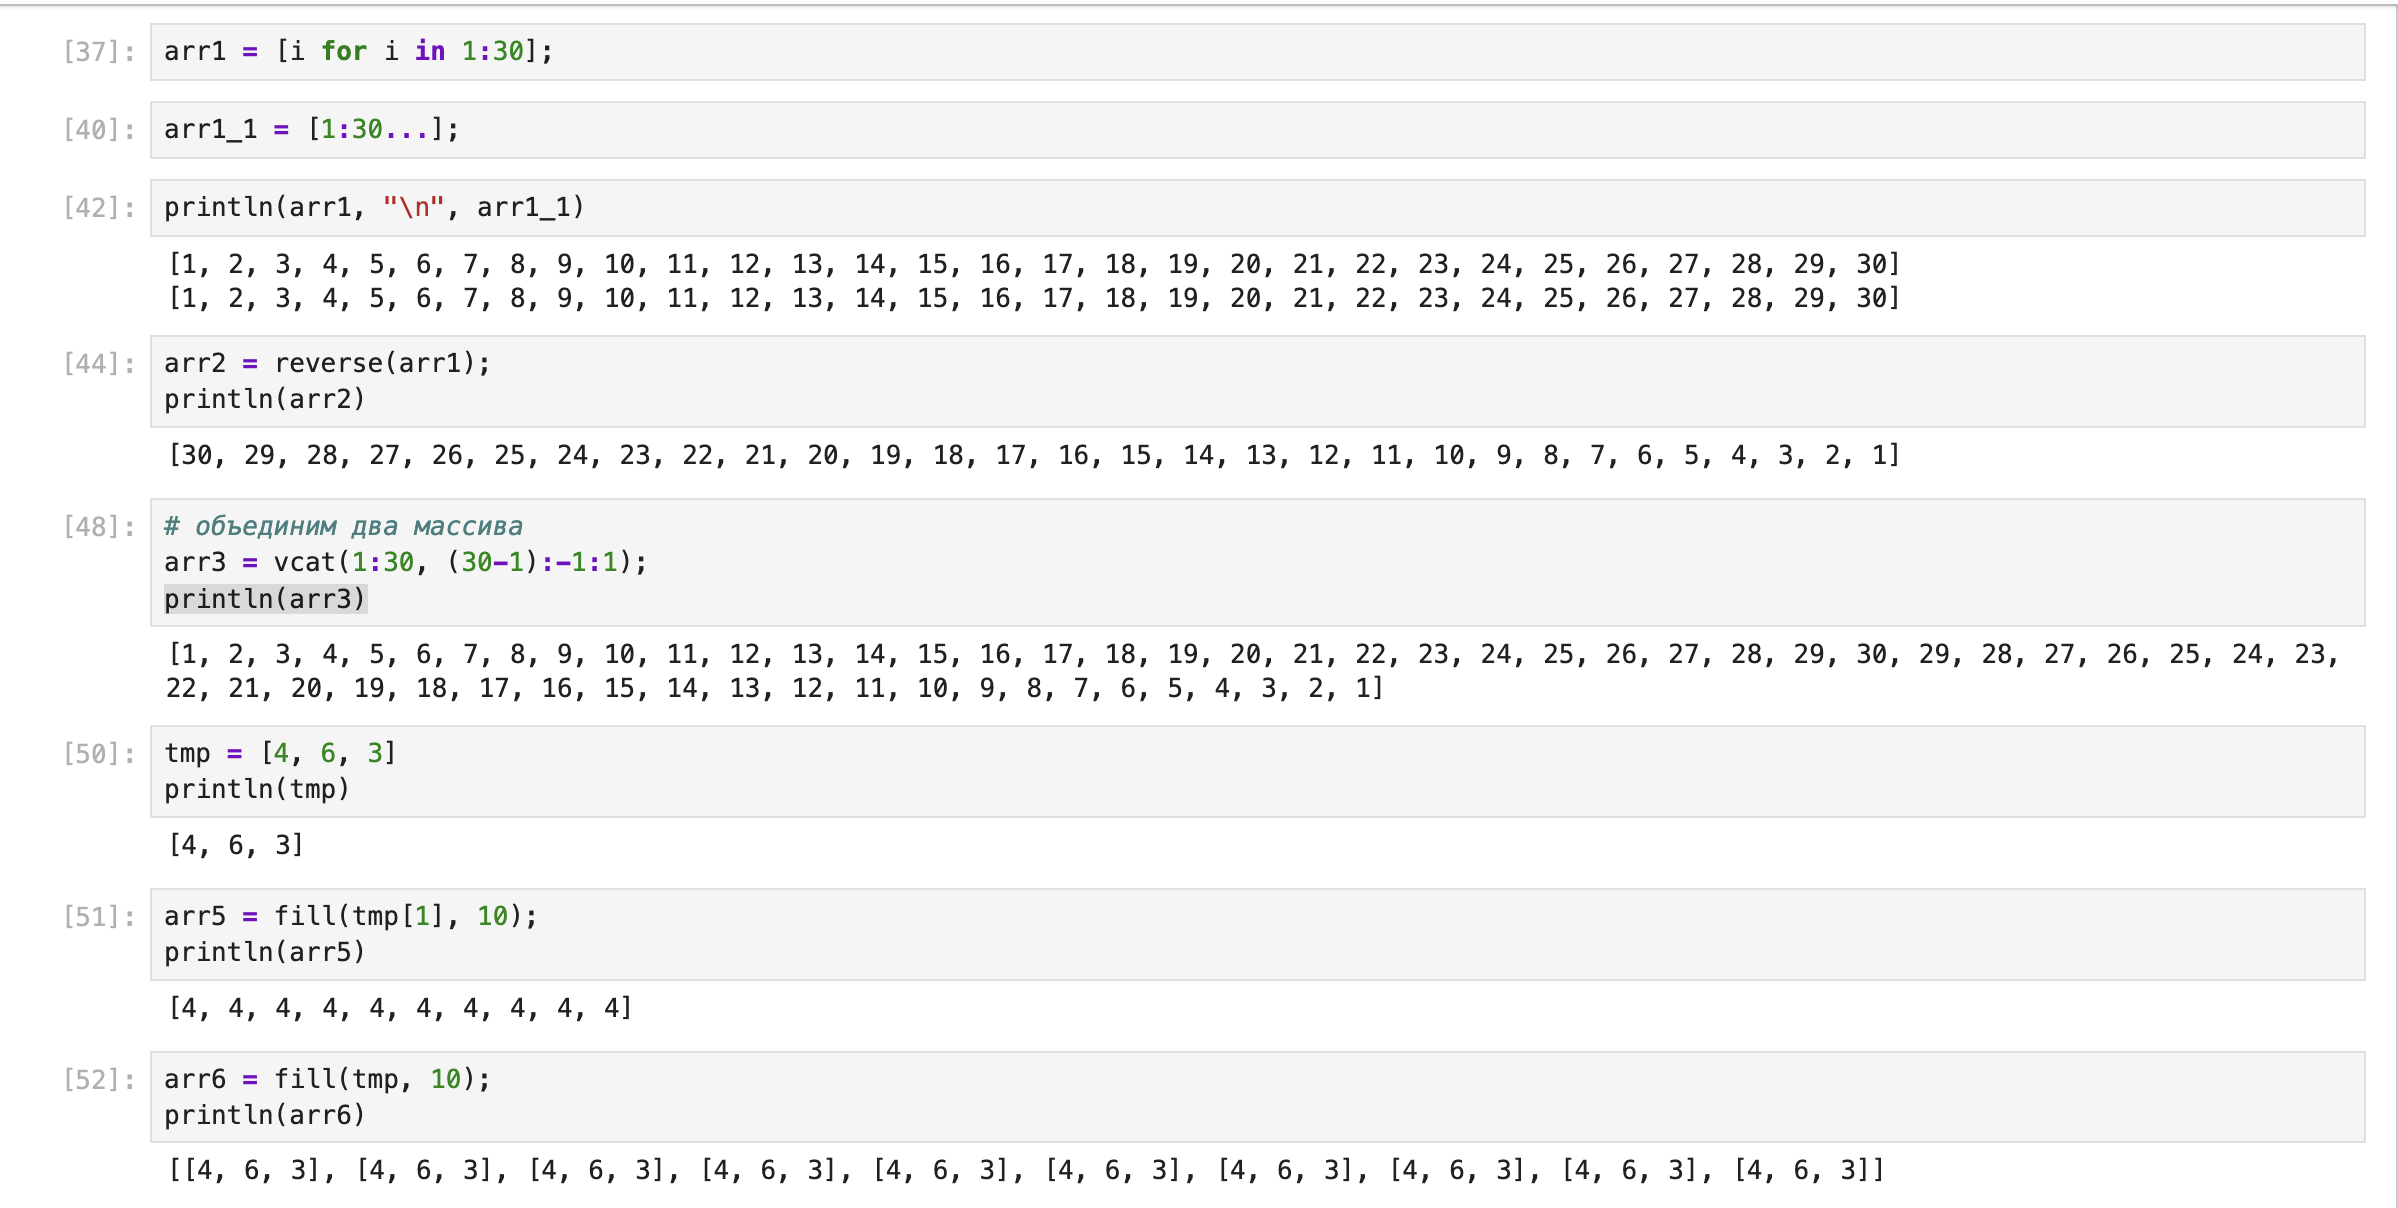 [37]: arr1 = [i for i in 1:30];
[40]: arr1_1 = [1:30...];
[42]: println(arr1, "\n", arr1_1)
[1, 2, 3, 4, 5, 6, 7, 8, 9, 10, 11, 12, 13, 14, 15, 16, 17, 18, 19, 20, 21, 22, 23, 24, 25, 26, 27, 28, 29, 30]
[1, 2, 3, 4, 5, 6, 7, 8, 9, 10, 11, 12, 13, 14, 15, 16, 17, 18, 19, 20, 21, 22, 23, 24, 25, 26, 27, 28, 29, 30]
[44]: arr2 = reverse(arr1);
println(arr2)
[30, 29, 28, 27, 26, 25, 24, 23, 22, 21, 20, 19, 18, 17, 16, 15, 14, 13, 12, 11, 10, 9, 8, 7, 6, 5, 4, 3, 2, 1]
[48]: # объединим два массива
arr3 = vcat(1:30, (30-1):-1:1);
println(arr3)
[1, 2, 3, 4, 5, 6, 7, 8, 9, 10, 11, 12, 13, 14, 15, 16, 17, 18, 19, 20, 21, 22, 23, 24, 25, 26, 27, 28, 29, 30, 29, 28, 27, 26, 25, 24, 23,
22, 21, 20, 19, 18, 17, 16, 15, 14, 13, 12, 11, 10, 9, 8, 7, 6, 5, 4, 3, 2, 1]
[50]: tmp = [4, 6, 3]
println(tmp)
[4, 6, 3]
[51]: arr5 = fill(tmp[1], 10);
println(arr5)
[4, 4, 4, 4, 4, 4, 4, 4, 4, 4]
[52]: arr6 = fill(tmp, 10);
println(arr6)
[[4, 6, 3], [4, 6, 3], [4, 6, 3], [4, 6, 3], [4, 6, 3], [4, 6, 3], [4, 6, 3], [4, 6, 3], [4, 6, 3], [4, 6, 3]]